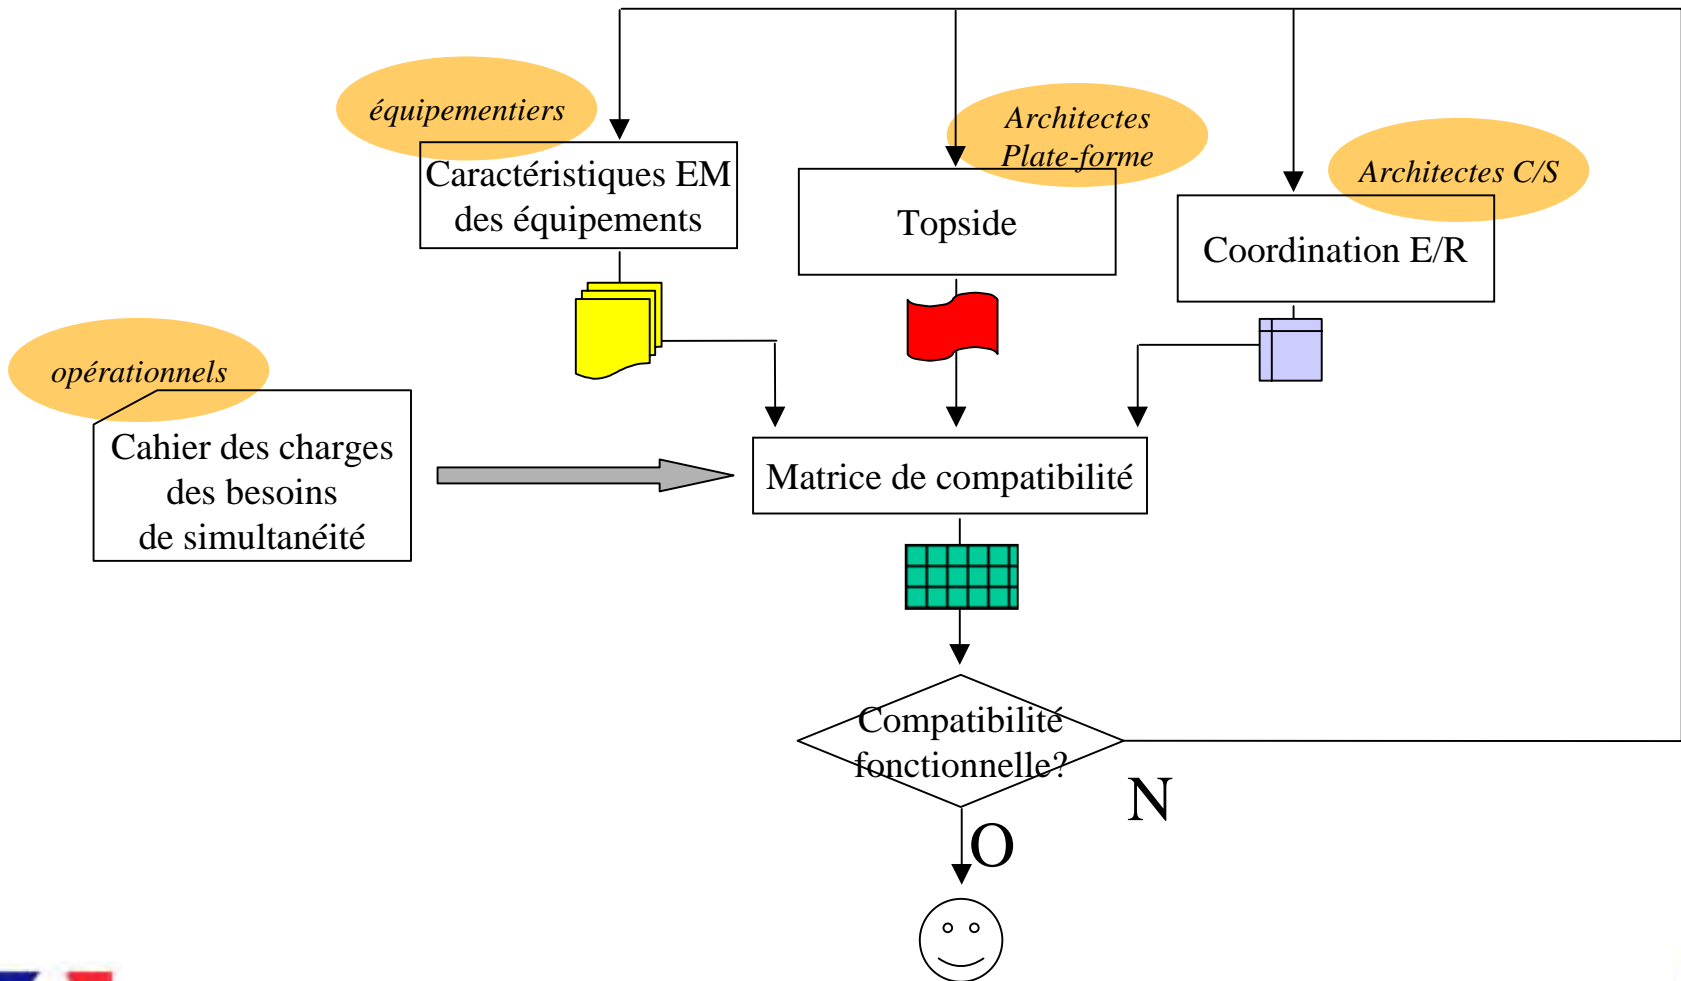 équipementiers
Caractéristiques EM
des équipements
Architectes
Plate-forme
Topside
Architectes C/S
Coordination E/R
opérationnels
Cahier des charges
des besoins
de simultanéité
Matrice de compatibilité
Compatibilité
fonctionnelle?
N
O